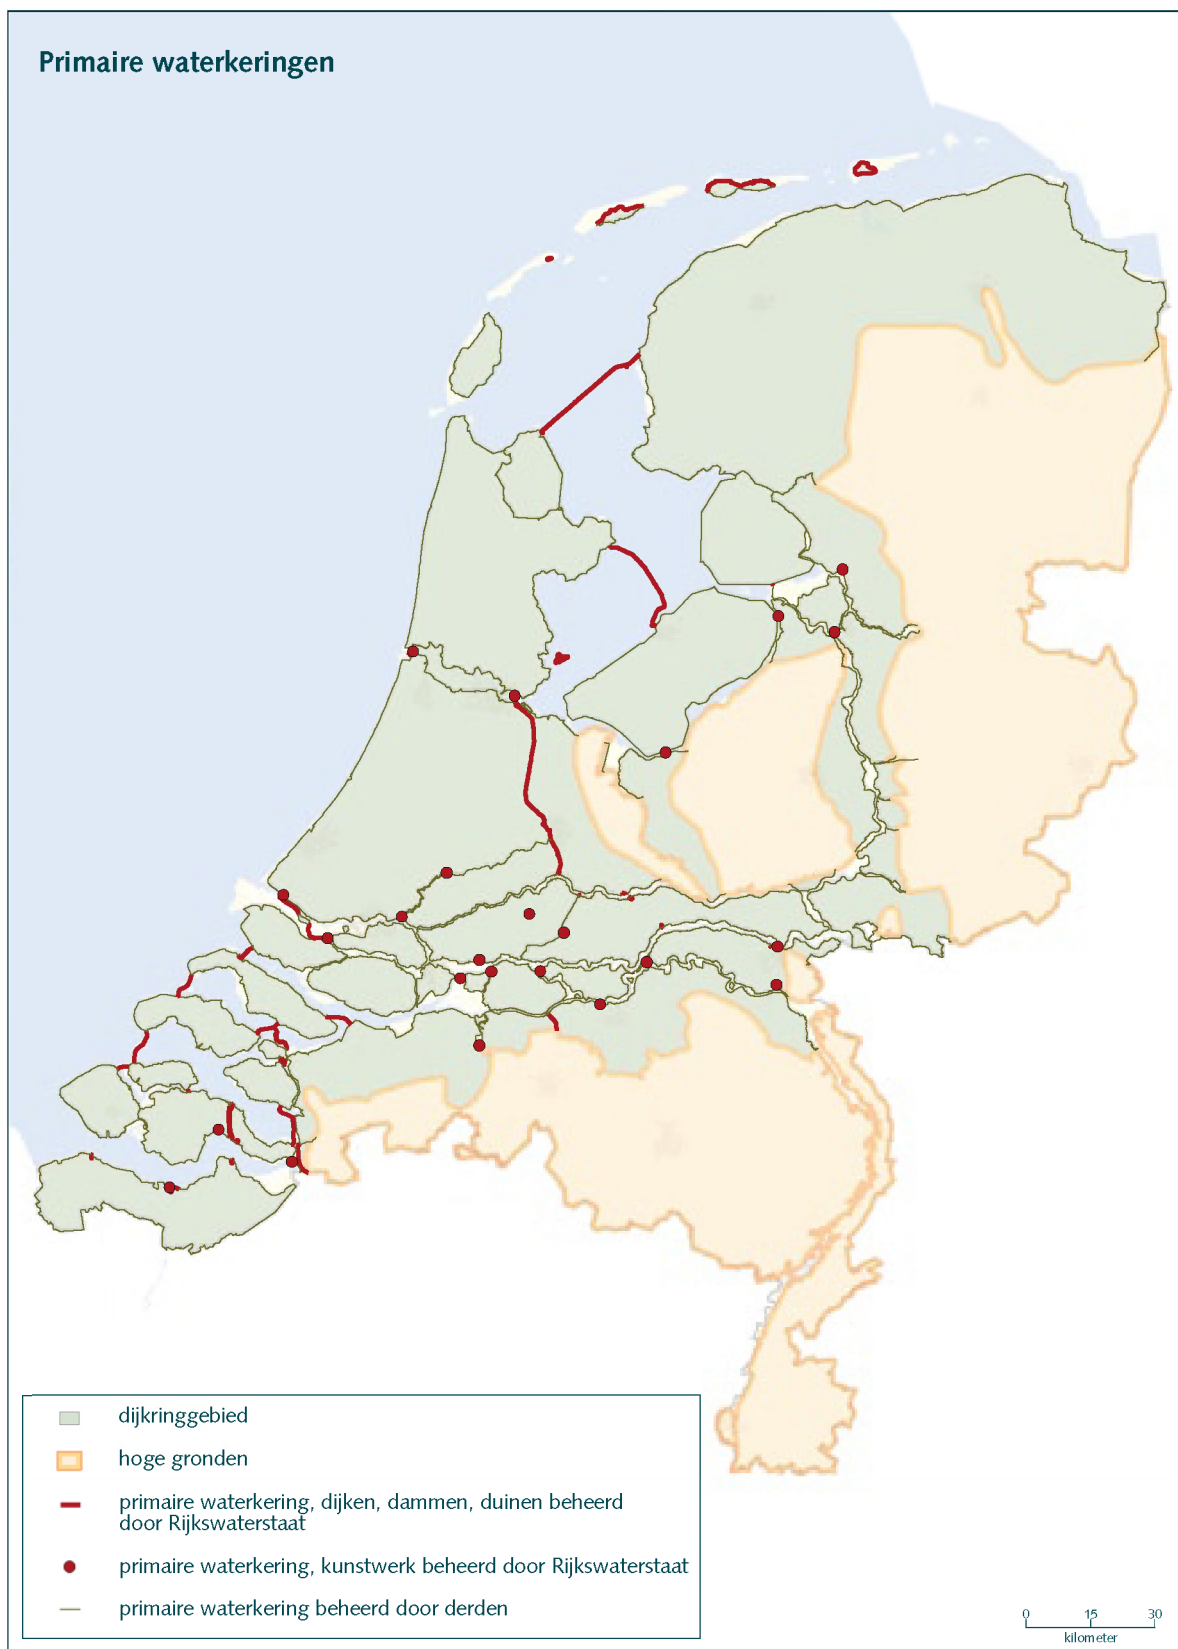 Primaire waterkeringen
dijkringgebied
hoge gronden
primaire waterkering, dijken, dammen, duinen beheerd
door Rijkswaterstaat
primaire waterkering, kunstwerk beheerd door Rijkswaterstaat
primaire waterkering beheerd door derden
0 15 30
kilometer